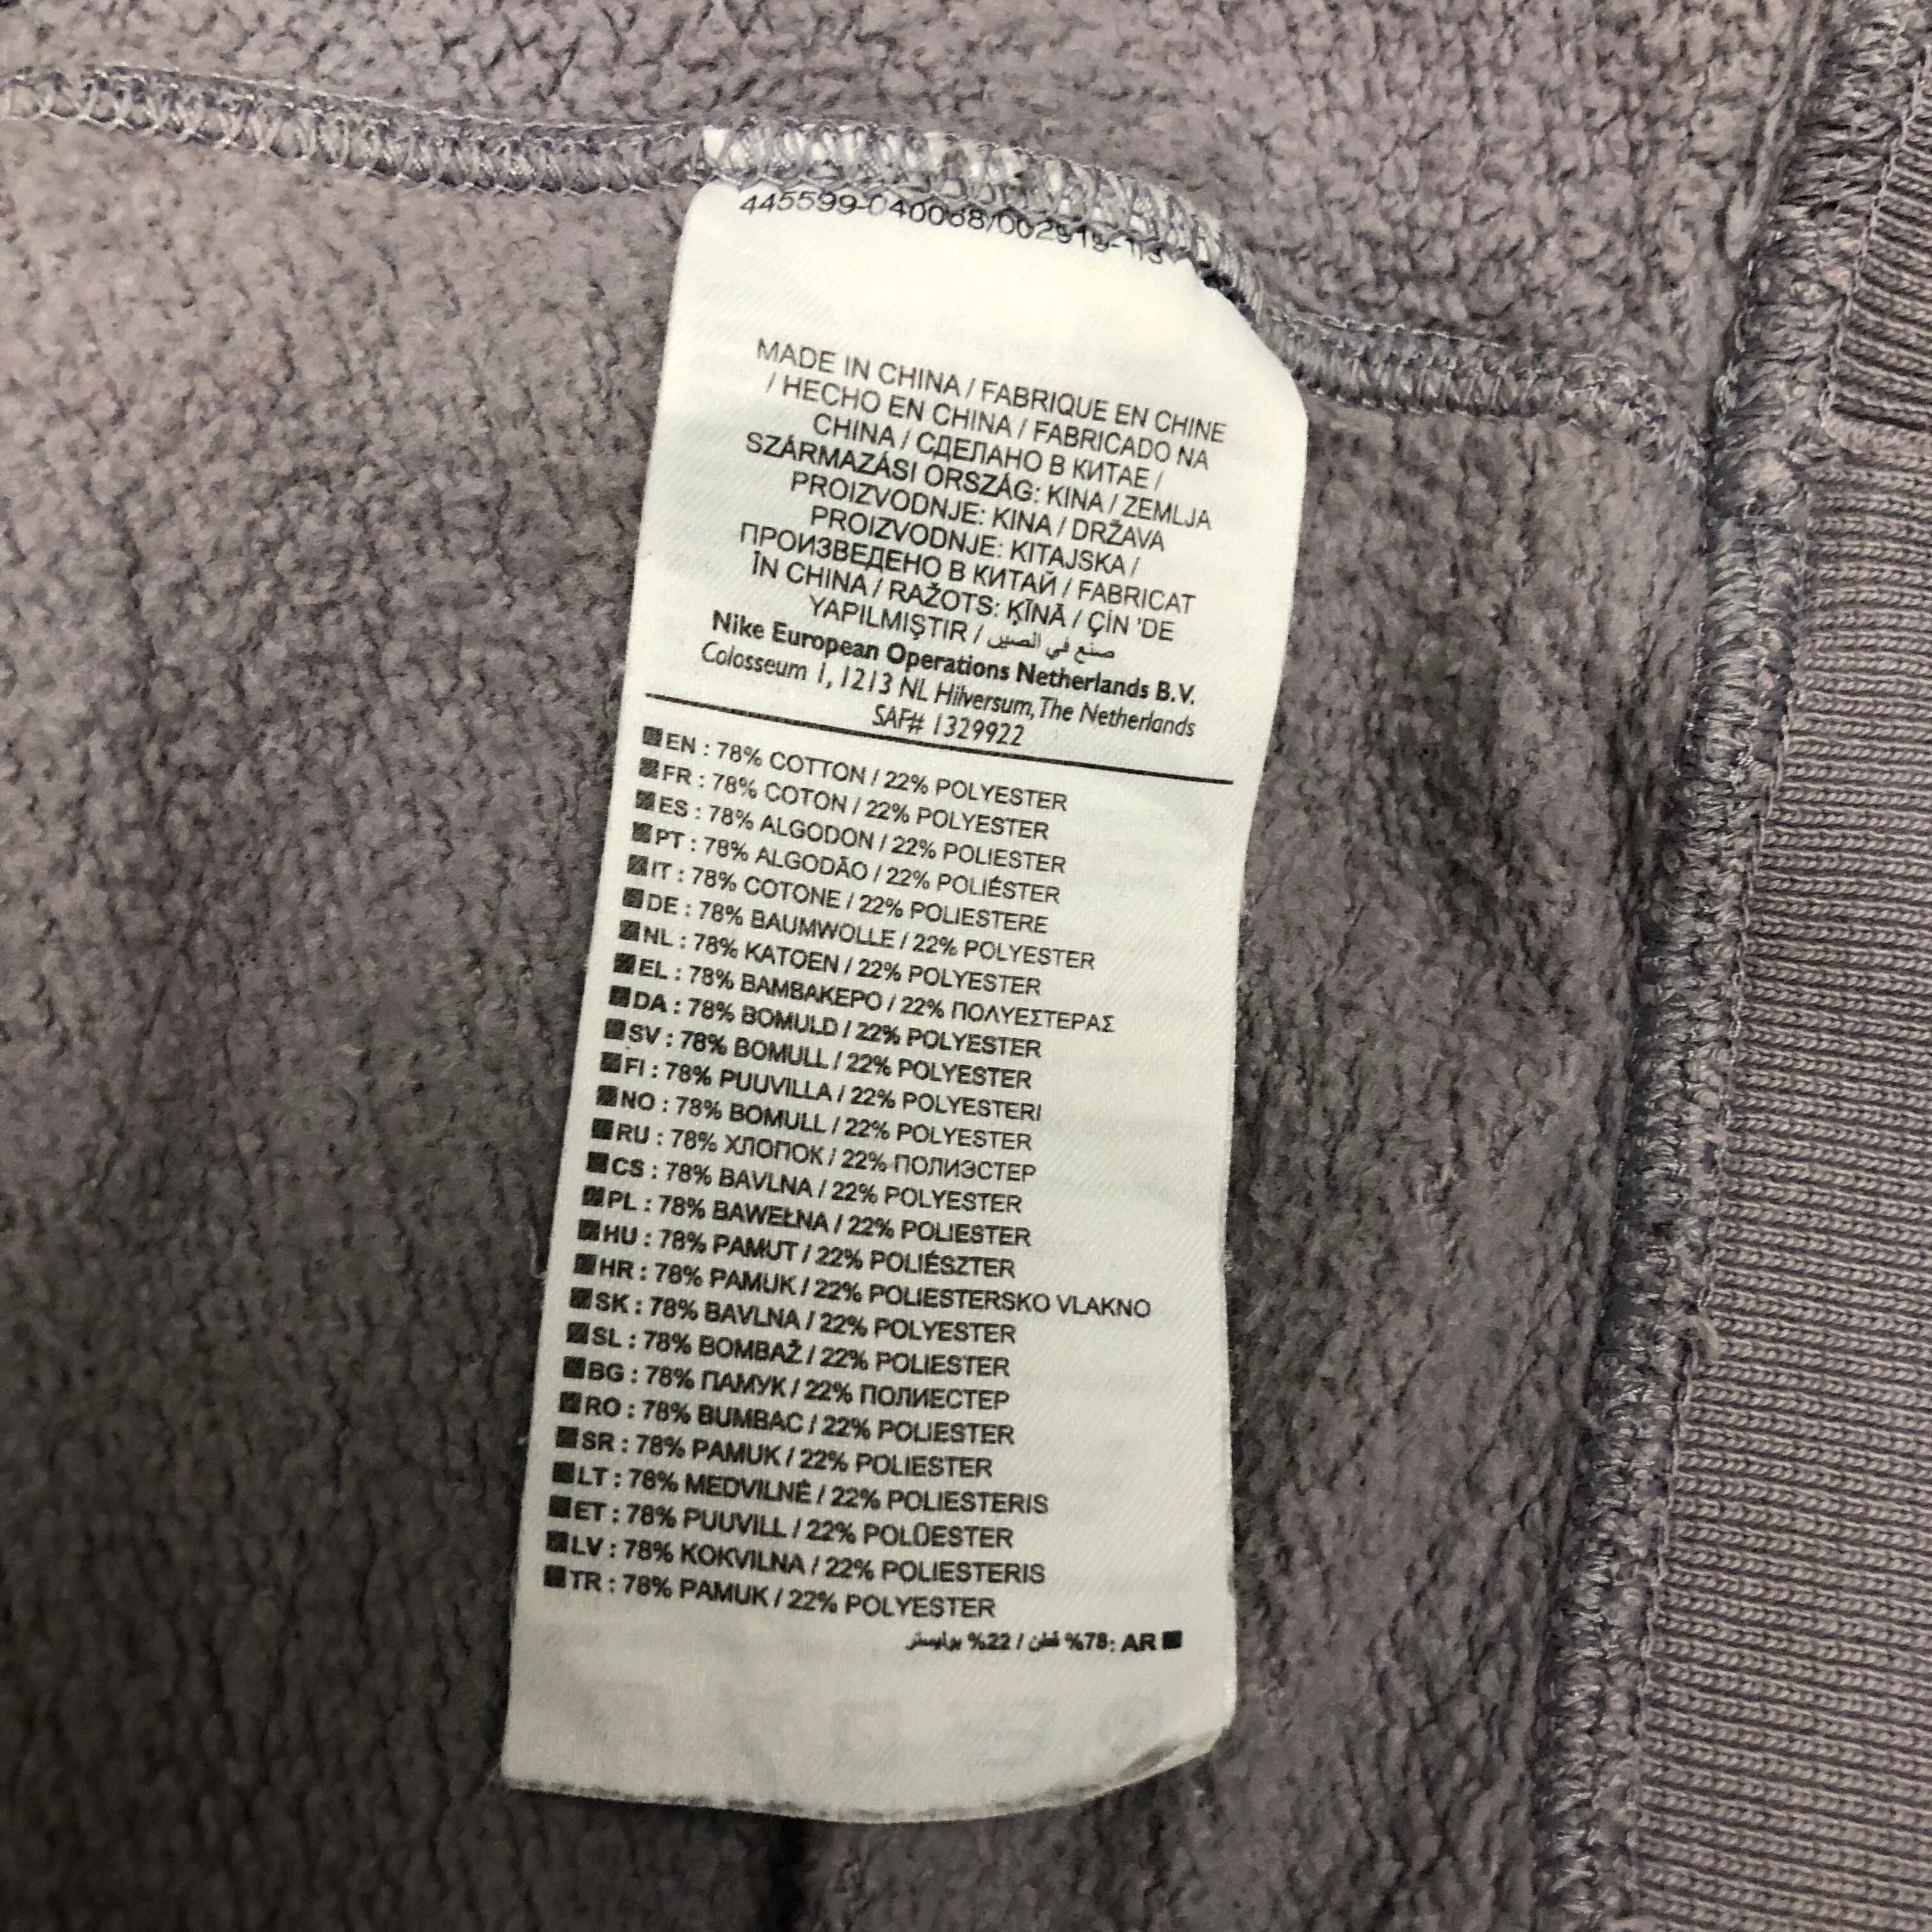 MADE IN CHINA / FABRIQUE EN CHINE
/ HECHO EN CHINA / FABRICADO NA
CHINA / СДЕЛАНО В КИТАЕ /
SZÁRMAZÁSI ORSZÁG: KINA / ZEMLJA
PROIZVODNJE: KINA / DRŽAVA
PROIZVODNJE: KITAJSKA /
ПРОИЗВЕДЕНО В КИТАЙ / FABRICAT
ÎN CHINA / RAŽOTS: ĶĪNĀ / ÇİN 'DE
YAPILMIŞTIR / صنع في الصين
Nike European Operations Netherlands B.V.
Colosseum 1, 1213 NL Hilversum, The Netherlands
SAF# 1329922
EN : 78% COTTON / 22% POLYESTER
FR : 78% COTON / 22% POLYESTER
ES : 78% ALGODON / 22% POLIESTER
PT : 78% ALGODÃO / 22% POLIÉSTER
IT : 78% COTONE / 22% POLIESTERE
DE : 78% BAUMWOLLE / 22% POLYESTER
NL : 78% KATOEN / 22% POLYESTER
EL : 78% ΒΑΜΒΑΚΕΡΟ / 22% ΠΟΛΥΕΣΤΕΡΑΣ
DA : 78% BOMULD / 22% POLYESTER
SV : 78% BOMULL / 22% POLYESTER
FI : 78% PUUVILLA / 22% POLYESTERI
NO : 78% BOMULL / 22% POLYESTER
RU : 78% ХЛОПОК / 22% ПОЛИЭСТЕР
CS : 78% BAVLNA / 22% POLYESTER
PL : 78% BAWEŁNA / 22% POLIESTER
HU : 78% PAMUT / 22% POLIÉSZTER
HR : 78% PAMUK / 22% POLIESTERSKO VLAKNO
SK : 78% BAVLNA / 22% POLYESTER
SL : 78% BOMBAŽ / 22% POLIESTER
BG : 78% ПАМУК / 22% ПОЛИЕСТЕР
RO : 78% BUMBAC / 22% POLIESTER
SR : 78% PAMUK / 22% POLIESTER
LT : 78% MEDVILNĖ / 22% POLIESTERIS
ET : 78% PUUVILL / 22% POLÜESTER
LV : 78% KOKVILNA / 22% POLIESTERIS
TR : 78% PAMUK / 22% POLYESTER
AR :78% قطن / 22% بوليستر